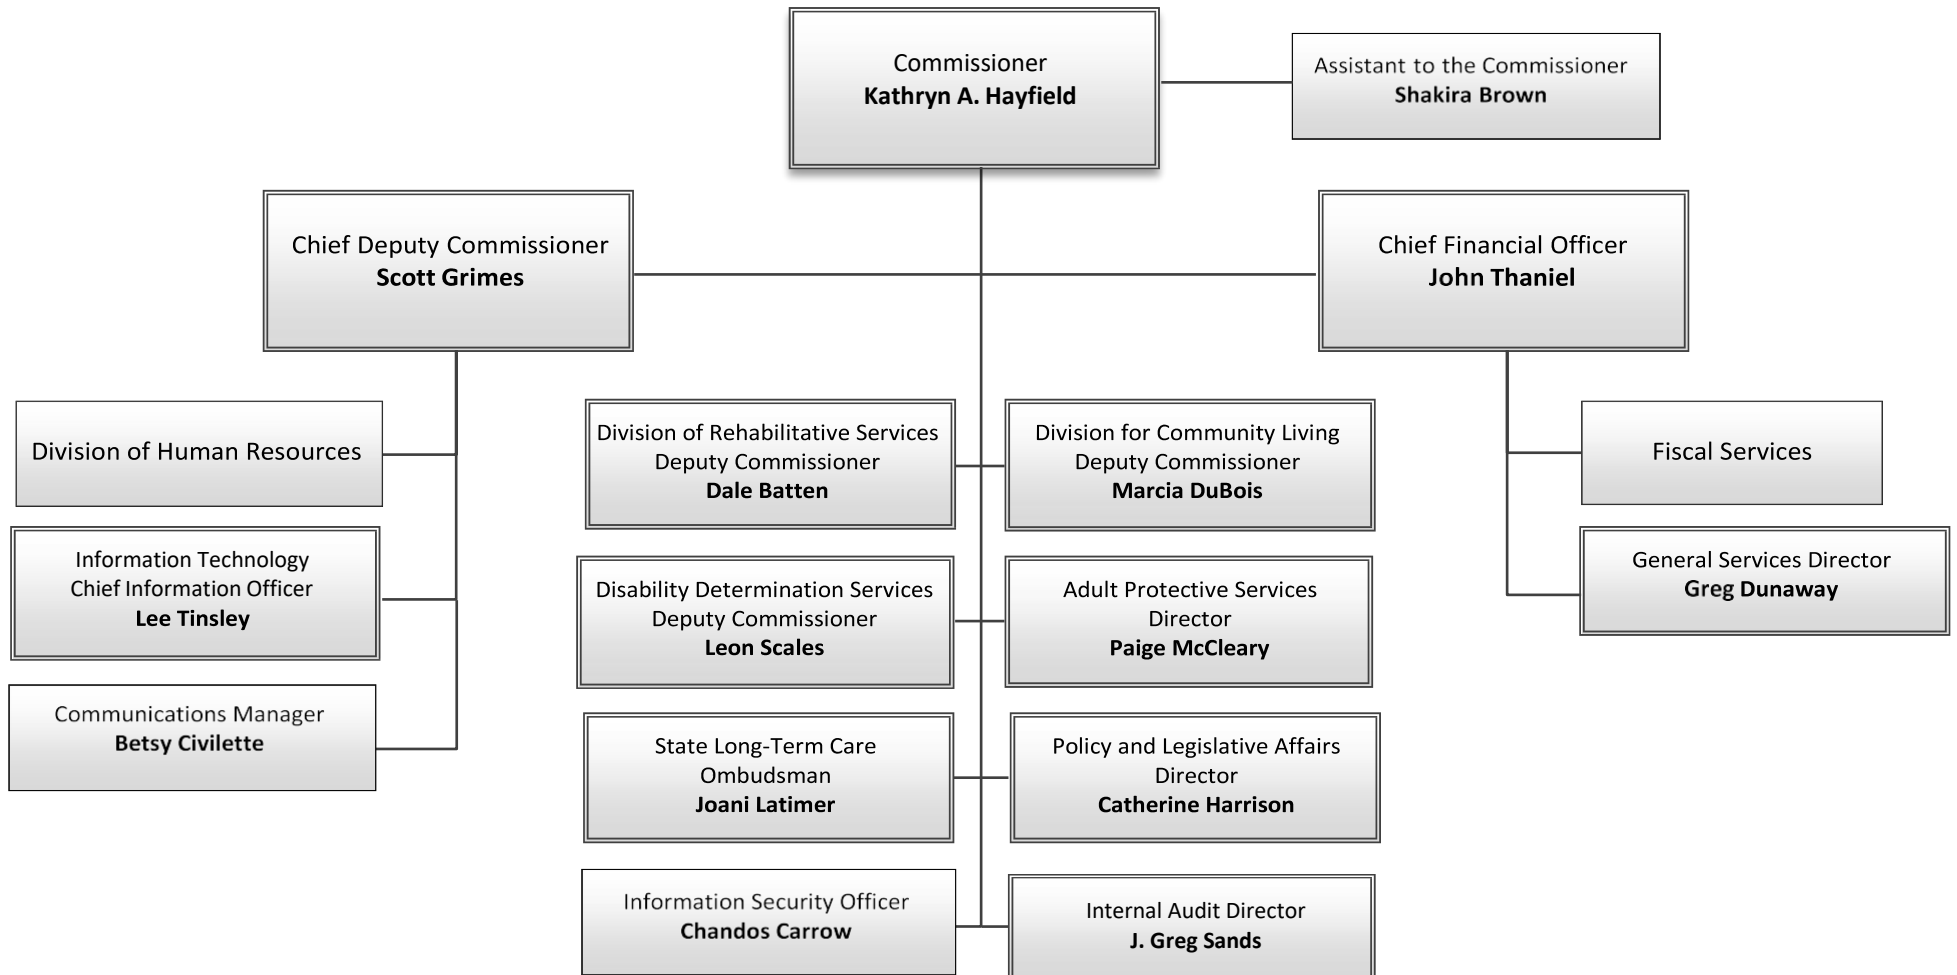 Commissioner
Kathryn A. Hayfield
Assistant to the Commissioner
Shakira Brown
Chief Deputy Commissioner
Scott Grimes
Chief Financial Officer
John Thaniel
Division of Human Resources
Information Technology
Chief Information Officer
Lee Tinsley
Communications Manager
Betsy Civilette
Division of Rehabilitative Services
Deputy Commissioner
Dale Batten
Division for Community Living
Deputy Commissioner
Marcia DuBois
Disability Determination Services
Deputy Commissioner
Leon Scales
Adult Protective Services
Director
Paige McCleary
State Long-Term Care
Ombudsman
Joani Latimer
Policy and Legislative Affairs
Director
Catherine Harrison
Information Security Officer
Chandos Carrow
Internal Audit Director
J. Greg Sands
Fiscal Services
General Services Director
Greg Dunaway